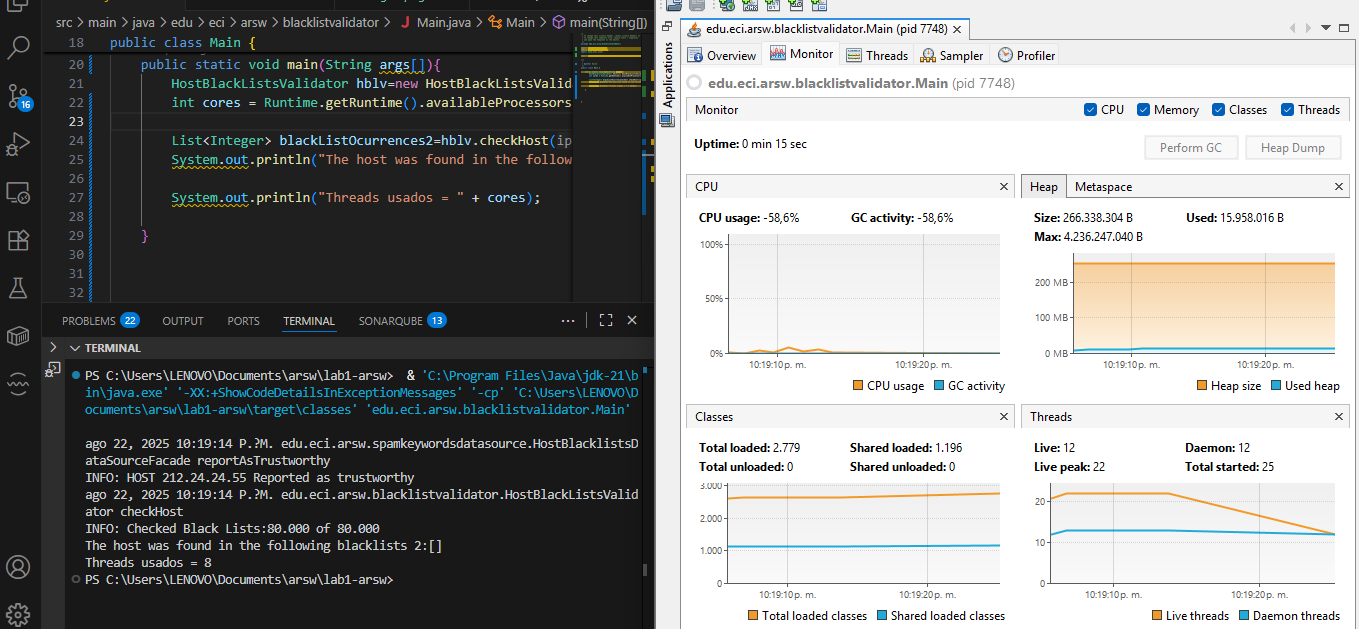 src > main > java > edu > eci > arsw > blacklistvalidator > J Main.java > Main > main(String[])
18 public class Main {
20 public static void main(String args[]){
21 HostBlackListsValidator hblv=new HostBlackListsValid
22 int cores = Runtime.getRuntime().availableProcessors
23
24 List<Integer> blackListOcurrences2=hblv.checkHost(ip
25 System.out.println("The host was found in the follow
26
27 System.out.println("Threads usados = " + cores);
28
29 }
30
31
32
16
PROBLEMS 22 OUTPUT PORTS TERMINAL SONARQUBE 13
TERMINAL
PS C:\Users\LENOVO\Documents\arsw\lab1-arsw> & 'C:\Program Files\Java\jdk-21\b
in\java.exe' '-XX:+ShowCodeDetailsInExceptionMessages' '-cp' 'C:\Users\LENOVO\D
ocuments\arsw\lab1-arsw\target\classes' 'edu.eci.arsw.blacklistvalidator.Main'
ago 22, 2025 10:19:14 P.?M. edu.eci.arsw.spamkeywordsdatasource.HostBlacklistsD
ataSourceFacade reportAsTrustworthy
INFO: HOST 212.24.24.55 Reported as trustworthy
ago 22, 2025 10:19:14 P.?M. edu.eci.arsw.blacklistvalidator.HostBlackListsValid
ator checkHost
INFO: Checked Black Lists:80.000 of 80.000
The host was found in the following blacklists 2:[]
Threads usados = 8
PS C:\Users\LENOVO\Documents\arsw\lab1-arsw>
Applications
edu.eci.arsw.blacklistvalidator.Main (pid 7748)
Overview Monitor Threads Sampler Profiler
edu.eci.arsw.blacklistvalidator.Main (pid 7748)
Monitor CPU Memory Classes Threads
Uptime: 0 min 15 sec Perform GC Heap Dump
CPU
CPU usage: -58,6% GC activity: -58,6%
100%
50%
0%
10:19:10 p. m. 10:19:20 p. m.
CPU usage GC activity
Heap Metaspace
Size: 266.338.304 B Used: 15.958.016 B
Max: 4.236.247.040 B
200 MB
100 MB
0 MB
10:19:10 p. m. 10:19:20 p. m.
Heap size Used heap
Classes
Total loaded: 2.779 Shared loaded: 1.196
Total unloaded: 0 Shared unloaded: 0
3.000
2.000
1.000
0
10:19:10 p. m. 10:19:20 p. m.
Total loaded classes Shared loaded classes
Threads
Live: 12 Daemon: 12
Live peak: 22 Total started: 25
20
10
0
10:19:10 p. m. 10:19:20 p. m.
Live threads Daemon threads